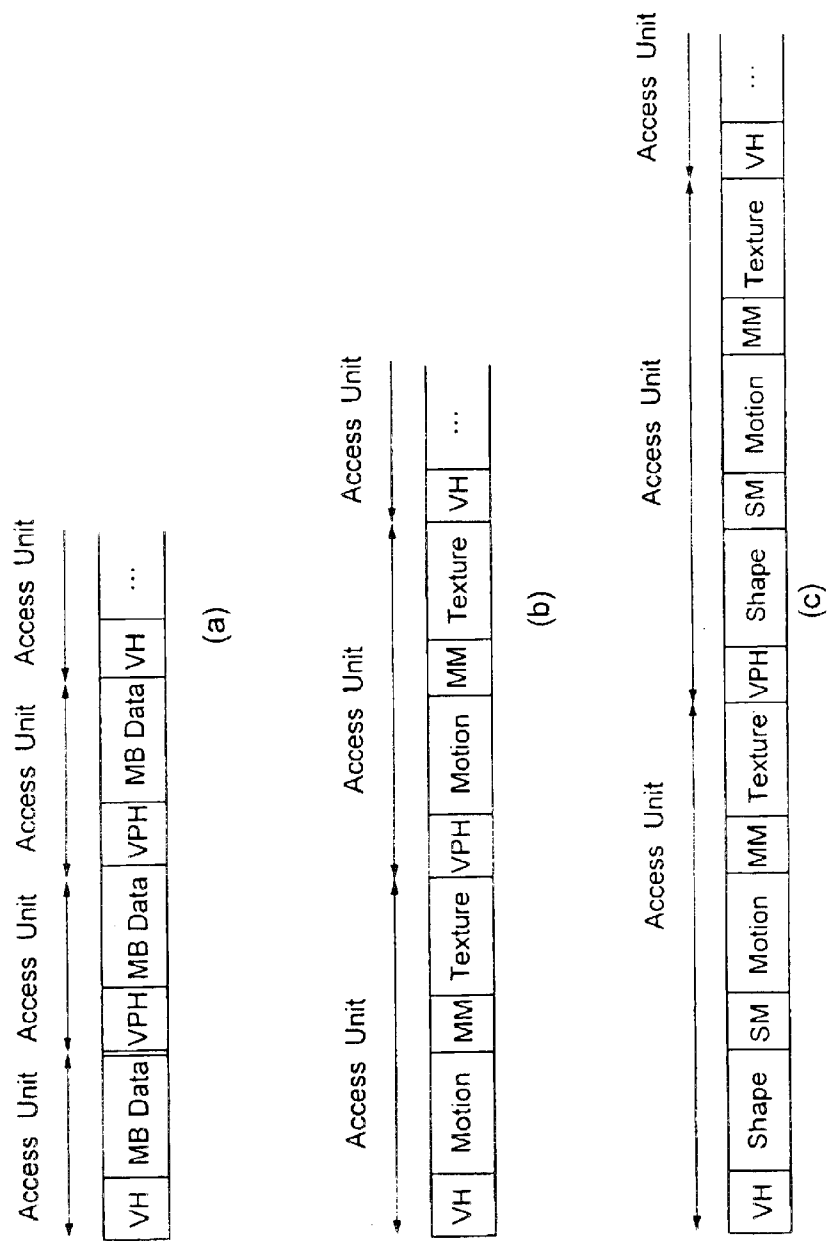 Access Unit Access Unit Access Unit Access Unit
VH MB Data VPH MB Data VPH MB Data VH ...
(a)
Access Unit Access Unit Access Unit
VH Motion MM Texture VPH Motion MM Texture VH ...
(b)
Access Unit Access Unit Access Unit
VH Shape SM Motion MM Texture VPH Shape SM Motion MM Texture VH ...
(c)